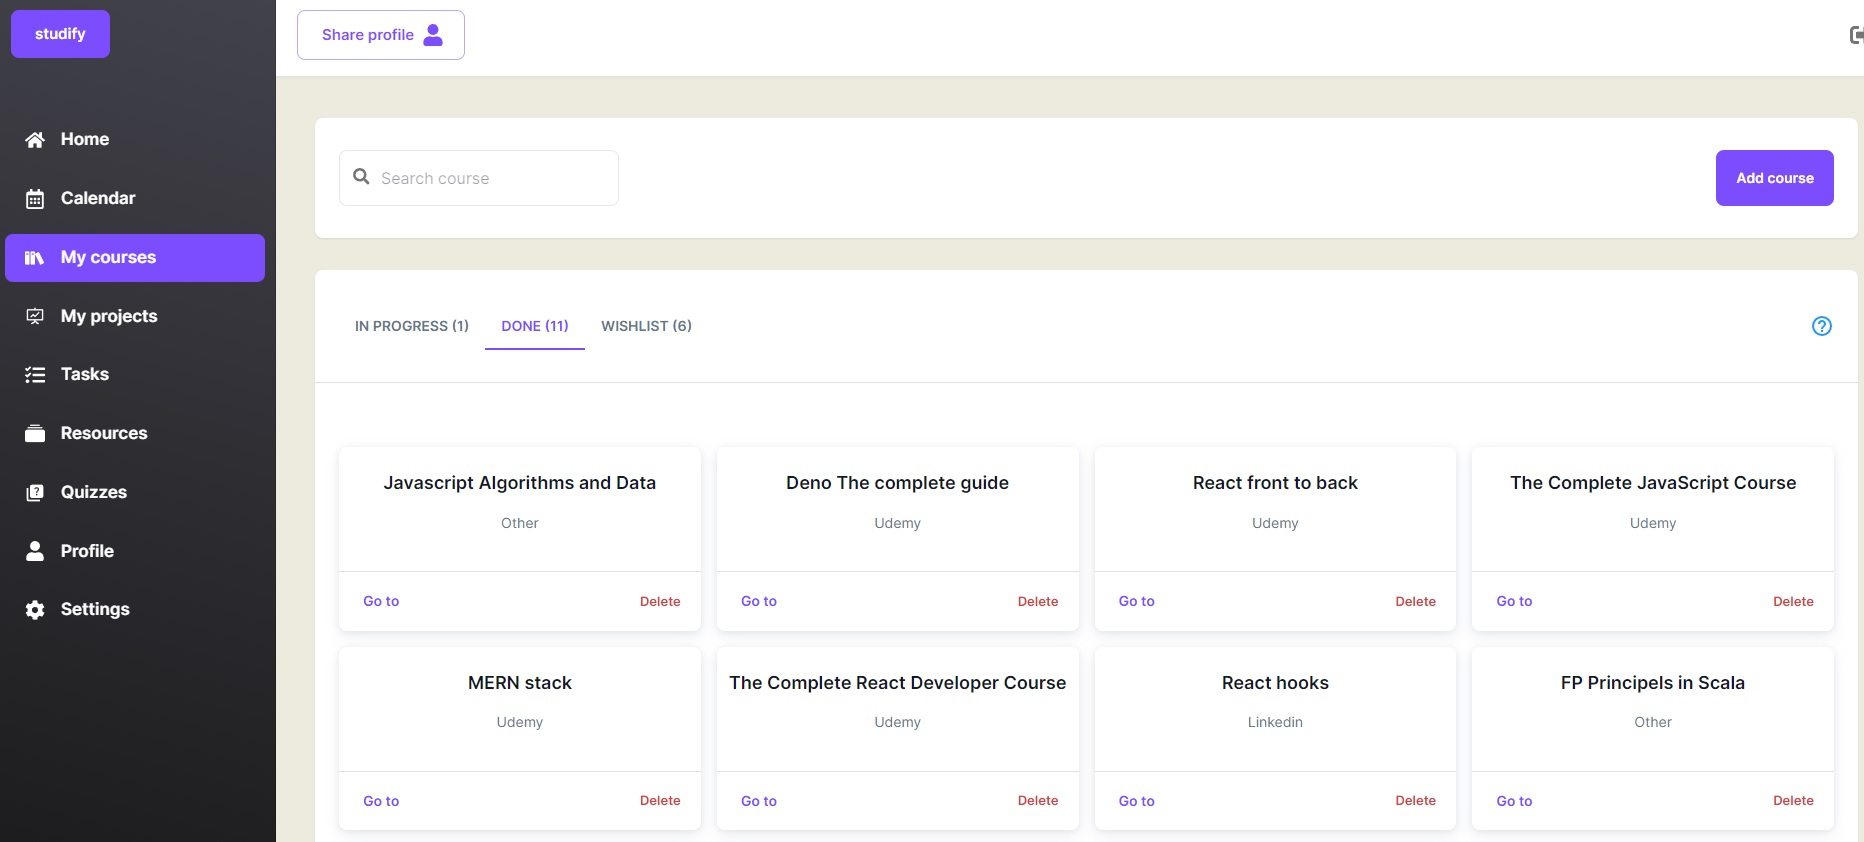 studify
Share profile
Home
Calendar
My courses
My projects
Tasks
Resources
Quizzes
Profile
Settings
Search course
Add course
IN PROGRESS (1) DONE (11) WISHLIST (6)
?
Javascript Algorithms and Data
Other
Go to Delete
Deno The complete guide
Udemy
Go to Delete
React front to back
Udemy
Go to Delete
The Complete JavaScript Course
Udemy
Go to Delete
MERN stack
Udemy
Go to Delete
The Complete React Developer Course
Udemy
Go to Delete
React hooks
Linkedin
Go to Delete
FP Principels in Scala
Other
Go to Delete